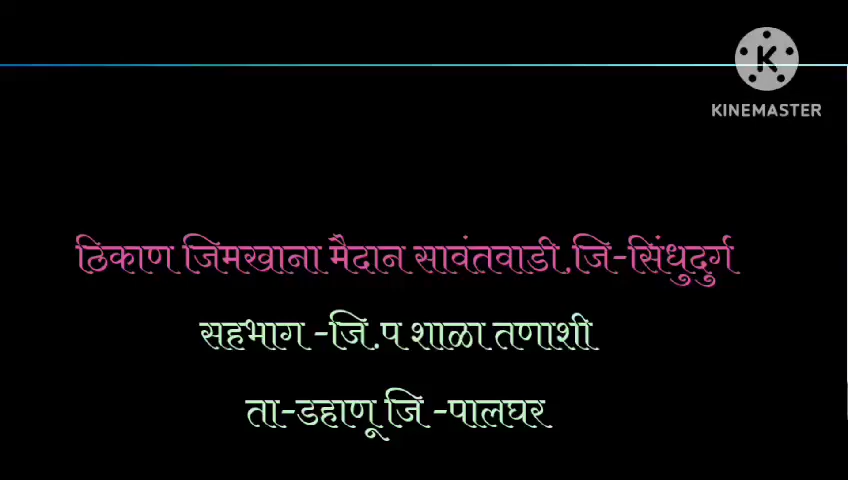 KINEMASTER
ठिकाण जिमखाना मैदान सावंतवाडी.जि-सिंधुदुर्ग
सहभाग -जि.प शाळा तणाशी
ता-डहाणू जि -पालघर